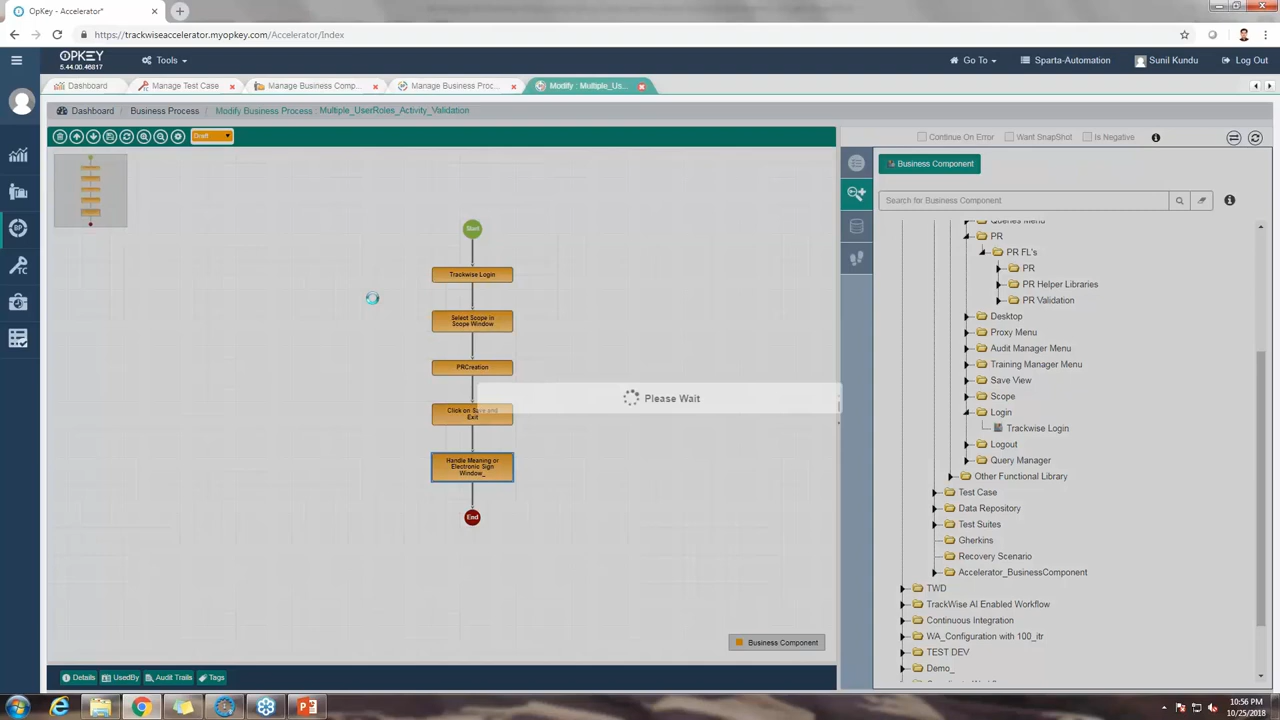 OpKey - Accelerator*
https://trackwiseaccelerator.myopkey.com/Accelerator/Index
OPKEY
5.44.00.46817
Tools
Go To
Sparta-Automation
Sunil Kundu
Log Out
Dashboard
Manage Test Case
Manage Business Comp...
Manage Business Proc...
Modify : Multiple_Us...
Dashboard
Business Process
Modify Business Process : Multiple_UserRoles_Activity_Validation
Draft
Continue On Error
Want SnapShot
Is Negative
Business Component
Search for Business Component
Start
Trackwise Login
Select Scope in
Scope Window
PRCreation
Click on Save and
Exit
Handle Meaning or
Electronic Sign
Window_
End
Please Wait
Business Component
Queries Menu
PR
PR FL's
PR
PR Helper Libraries
PR Validation
Desktop
Proxy Menu
Audit Manager Menu
Training Manager Menu
Save View
Scope
Login
Trackwise Login
Logout
Query Manager
Other Functional Library
Test Case
Data Repository
Test Suites
Gherkins
Recovery Scenario
Accelerator_BusinessComponent
TWD
TrackWise AI Enabled Workflow
Continuous Integration
WA_Configuration with 100_itr
TEST DEV
Demo_
Details
UsedBy
Audit Trails
Tags
10:56 PM
10/25/2018